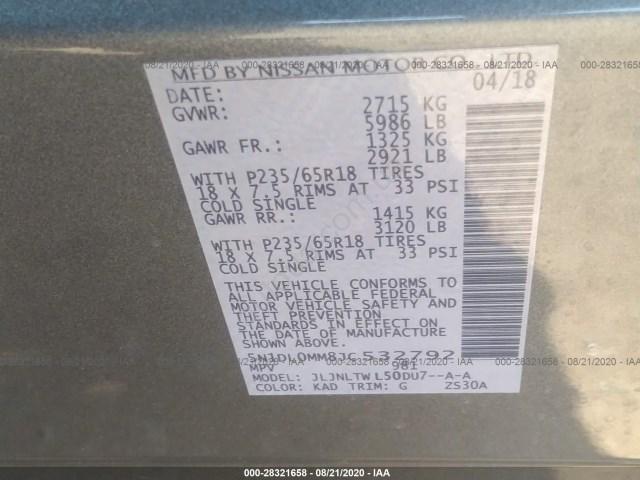 000-28321658 - 08/21/2020 - IAA
MFD BY NISSAN MOTOR CO., LTD
DATE: 04/18
GVWR: 2715 KG
5986 LB
GAWR FR.: 1325 KG
2921 LB
WITH P235/65R18 TIRES
18 X 7.5 RIMS AT 33 PSI
COLD SINGLE
GAWR RR.: 1415 KG
3120 LB
WITH P235/65R18 TIRES
18 X 7.5 RIMS AT 33 PSI
COLD SINGLE
THIS VEHICLE CONFORMS TO
ALL APPLICABLE FEDERAL
MOTOR VEHICLE SAFETY AND
THEFT PREVENTION
STANDARDS IN EFFECT ON
THE DATE OF MANUFACTURE
SHOWN ABOVE.
5N1DL0MM8JC532792
MPV 981
MODEL: JLJNLTWL50DU7--A-A
COLOR: KAD TRIM: G ZS30A
000-28321658 - 08/21/2020 - IAA